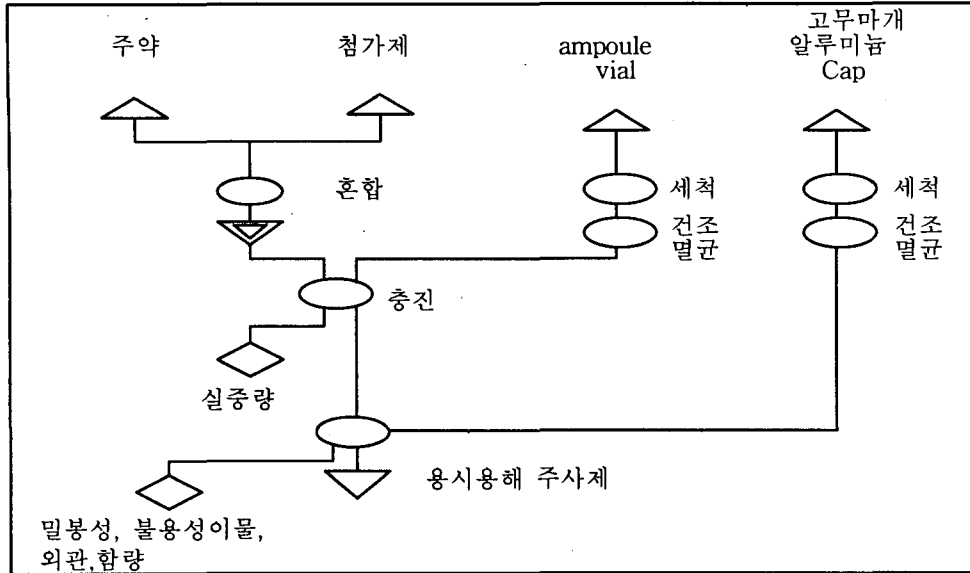 주약
첨가제
ampoule
vial
고무마개
알루미늄
Cap
혼합
세척
건조
멸균
세척
건조
멸균
충진
실중량
용시용해 주사제
밀봉성, 불용성이물,
외관,함량